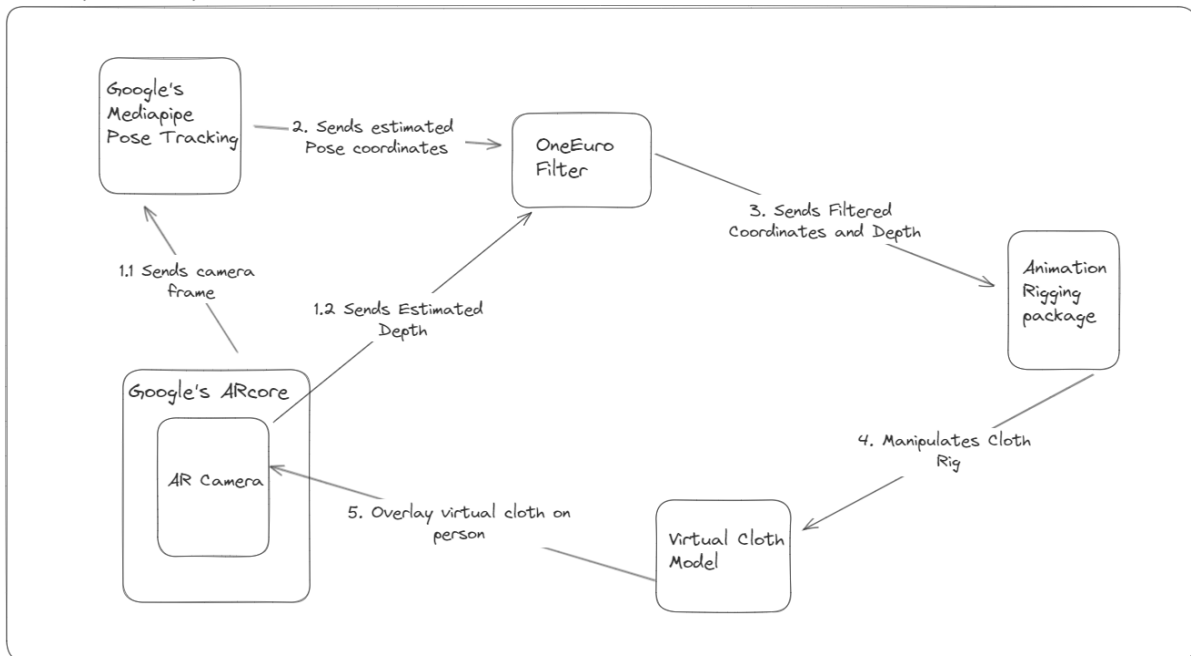 Google's
Mediapipe
Pose Tracking
2. Sends estimated
Pose coordinates
OneEuro
Filter
3. Sends Filtered
Coordinates and Depth
1.1 Sends camera
frame
1.2 Sends Estimated
Depth
Animation
Rigging
package
Google's ARcore
AR Camera
4. Manipulates Cloth
Rig
5. Overlay virtual cloth on
person
Virtual Cloth
Model